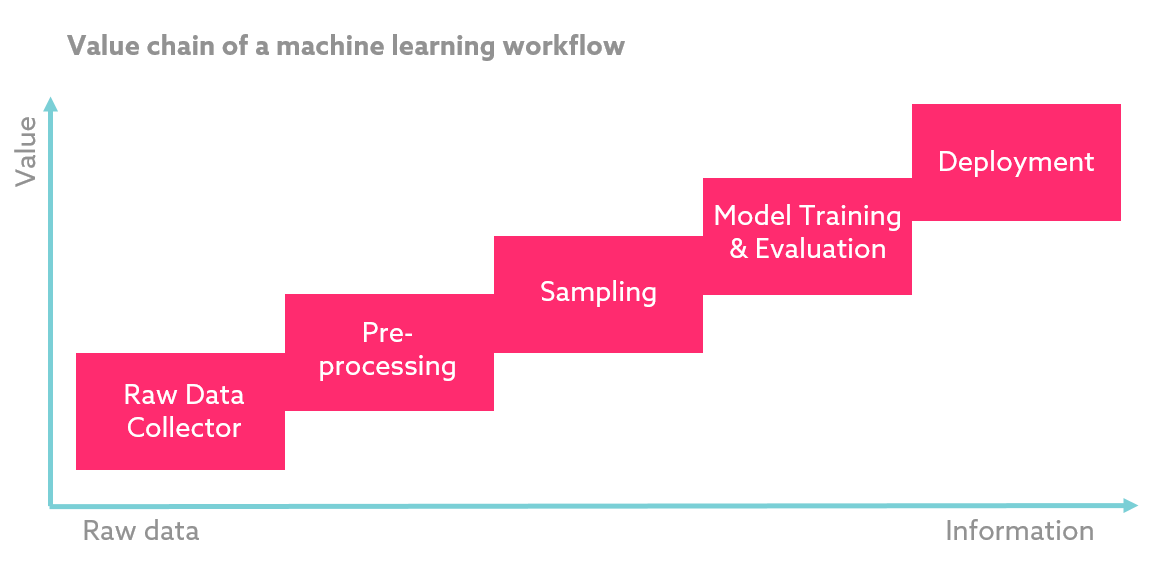 Value chain of a machine learning workflow
Value
Deployment
Model Training
& Evaluation
Sampling
Pre-
processing
Raw Data
Collector
Raw data
Information